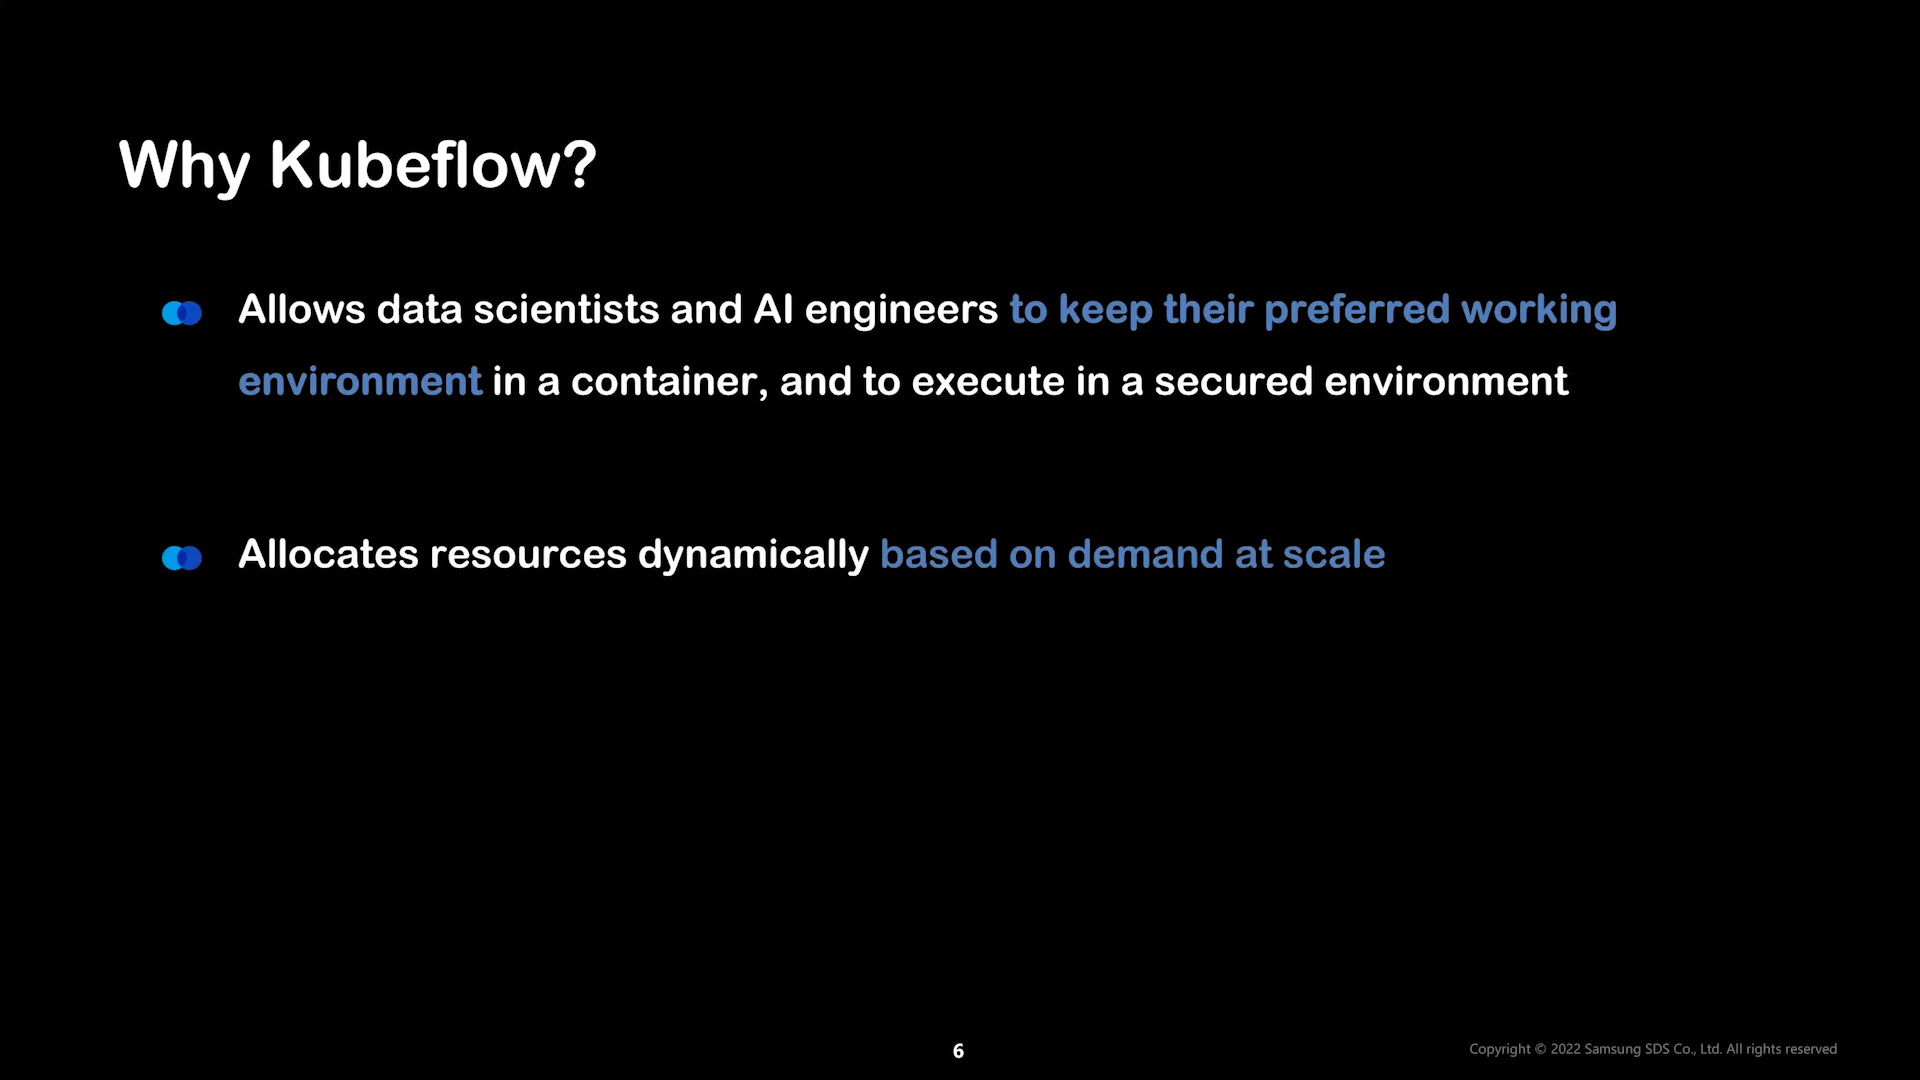 Why Kubeflow?
Allows data scientists and AI engineers to keep their preferred working
environment in a container, and to execute in a secured environment
Allocates resources dynamically based on demand at scale
6
Copyright © 2022 Samsung SDS Co., Ltd. All rights reserved